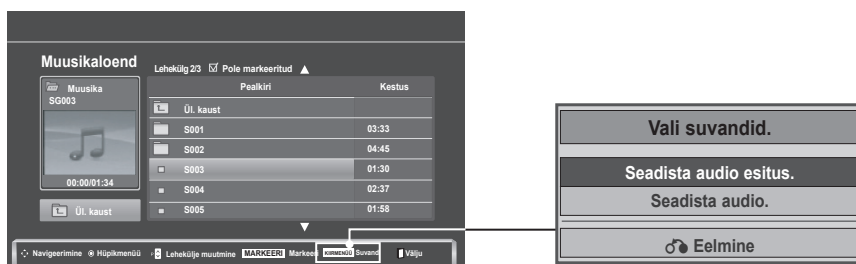 Muusikaloend
Lehekülg 2/3 Pole markeeritud
Muusika
SG003
00:00/01:34
Ül. kaust
Pealkiri Kestus
Ül. kaust
S001 03:33
S002 04:45
S003 01:30
S004 02:37
S005 01:58
Navigeerimine Hüpikmenüü P Lehekülje muutmine MARKEERI Markeeri KIIRMENÜÜ Suvand Välju
Vali suvandid.
Seadista audio esitus.
Seadista audio.
Eelmine